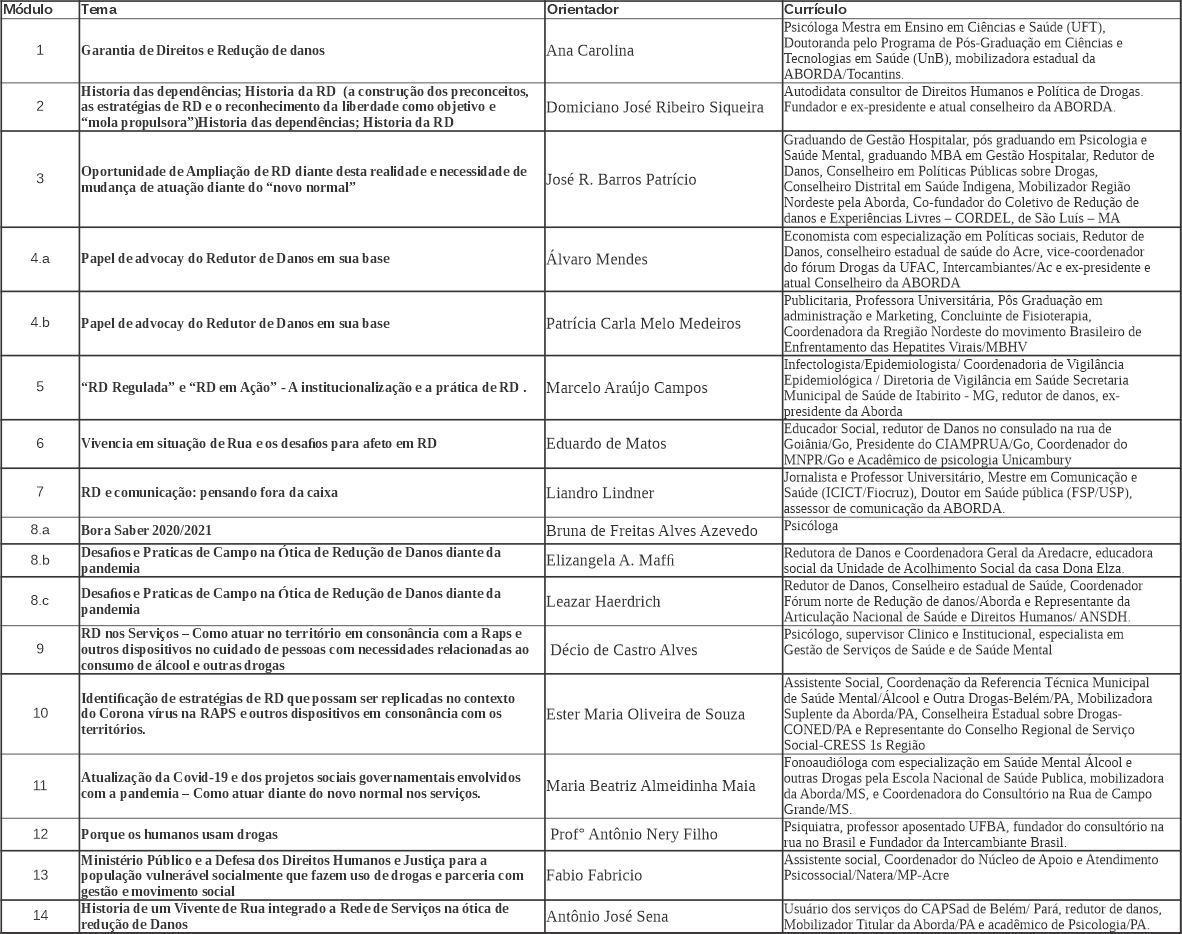 Módulo Tema Orientador Currículo
1 Garantia de Direitos e Redução de danos Ana Carolina
Psicóloga Mestra em Ensino em Ciências e Saúde (UFT),
Doutoranda pelo Programa de Pós-Graduação em Ciências e
Tecnologias em Saúde (UnB), mobilizadora estadual da
ABORDA/Tocantins.
2
Historia das dependências; Historia da RD (a construção dos preconceitos,
as estratégias de RD e o reconhecimento da liberdade como objetivo e
“mola propulsora”)Historia das dependências; Historia da RD
Domiciano José Ribeiro Siqueira
Autodidata consultor de Direitos Humanos e Política de Drogas.
Fundador e ex-presidente e atual conselheiro da ABORDA.
3
Oportunidade de Ampliação de RD diante desta realidade e necessidade de
mudança de atuação diante do “novo normal”
José R. Barros Patrício
Graduando de Gestão Hospitalar, pós graduando em Psicologia e
Saúde Mental, graduando MBA em Gestão Hospitalar, Redutor de
Danos, Conselheiro em Políticas Públicas sobre Drogas,
Conselheiro Distrital em Saúde Indigena, Mobilizador Região
Nordeste pela Aborda, Co-fundador do Coletivo de Redução de
danos e Experiências Livres – CORDEL, de São Luís – MA
4.a Papel de advocay do Redutor de Danos em sua base Álvaro Mendes
Economista com especialização em Políticas sociais, Redutor de
Danos, conselheiro estadual de saúde do Acre, vice-coordenador
do fórum Drogas da UFAC, Intercambiantes/Ac e ex-presidente e
atual Conselheiro da ABORDA
4.b Papel de advocay do Redutor de Danos em sua base Patrícia Carla Melo Medeiros
Publicitaria, Professora Universitária, Pôs Graduação em
administração e Marketing, Concluinte de Fisioterapia,
Coordenadora da Rregião Nordeste do movimento Brasileiro de
Enfrentamento das Hepatites Virais/MBHV
5 “RD Regulada” e “RD em Ação” - A institucionalização e a prática de RD . Marcelo Araújo Campos
Infectologista/Epidemiologista/ Coordenadoria de Vigilância
Epidemiológica / Diretoria de Vigilância em Saúde Secretaria
Municipal de Saúde de Itabirito - MG, redutor de danos, ex-
presidente da Aborda
6 Vivencia em situação de Rua e os desafios para afeto em RD Eduardo de Matos
Educador Social, redutor de Danos no consulado na rua de
Goiânia/Go, Presidente do CIAMPRUA/Go, Coordenador do
MNPR/Go e Acadêmico de psicologia Unicambury
7 RD e comunicação: pensando fora da caixa Liandro Lindner
Jornalista e Professor Universitário, Mestre em Comunicação e
Saúde (ICICT/Fiocruz), Doutor em Saúde pública (FSP/USP),
assessor de comunicação da ABORDA.
8.a Bora Saber 2020/2021 Bruna de Freitas Alves Azevedo Psicóloga
8.b
Desafios e Praticas de Campo na Ótica de Redução de Danos diante da
pandemia
Elizangela A. Maffi
Redutora de Danos e Coordenadora Geral da Aredacre, educadora
social da Unidade de Acolhimento Social da casa Dona Elza.
8.c
Desafios e Praticas de Campo na Ótica de Redução de Danos diante da
pandemia
Leazar Haerdrich
Redutor de Danos, Conselheiro estadual de Saúde, Coordenador
Fórum norte de Redução de danos/Aborda e Representante da
Articulação Nacional de Saúde e Direitos Humanos/ ANSDH.
9
RD nos Serviços – Como atuar no território em consonância com a Raps e
outros dispositivos no cuidado de pessoas com necessidades relacionadas ao
consumo de álcool e outras drogas
Décio de Castro Alves
Psicólogo, supervisor Clinico e Institucional, especialista em
Gestão de Serviços de Saúde e de Saúde Mental
10
Identificação de estratégias de RD que possam ser replicadas no contexto
do Corona vírus na RAPS e outros dispositivos em consonância com os
territórios.
Ester Maria Oliveira de Souza
Assistente Social, Coordenação da Referencia Técnica Municipal
de Saúde Mental/Álcool e Outra Drogas-Belém/PA, Mobilizadora
Suplente da Aborda/PA, Conselheira Estadual sobre Drogas-
CONED/PA e Representante do Conselho Regional de Serviço
Social-CRESS 1s Região
11
Atualização da Covid-19 e dos projetos sociais governamentais envolvidos
com a pandemia – Como atuar diante do novo normal nos serviços.
Maria Beatriz Almeidinha Maia
Fonoaudióloga com especialização em Saúde Mental Álcool e
outras Drogas pela Escola Nacional de Saúde Publica, mobilizadora
da Aborda/MS, e Coordenadora do Consultório na Rua de Campo
Grande/MS.
12 Porque os humanos usam drogas Prof° Antônio Nery Filho
Psiquiatra, professor aposentado UFBA, fundador do consultório na
rua no Brasil e Fundador da Intercambiante Brasil.
13
Ministério Público e a Defesa dos Direitos Humanos e Justiça para a
população vulnerável socialmente que fazem uso de drogas e parceria com
gestão e movimento social
Fabio Fabricio
Assistente social, Coordenador do Núcleo de Apoio e Atendimento
Psicossocial/Natera/MP-Acre
14
Historia de um Vivente de Rua integrado a Rede de Serviços na ótica de
redução de Danos
Antônio José Sena
Usuário dos serviços do CAPSad de Belém/ Pará, redutor de danos,
Mobilizador Titular da Aborda/PA e acadêmico de Psicologia/PA.